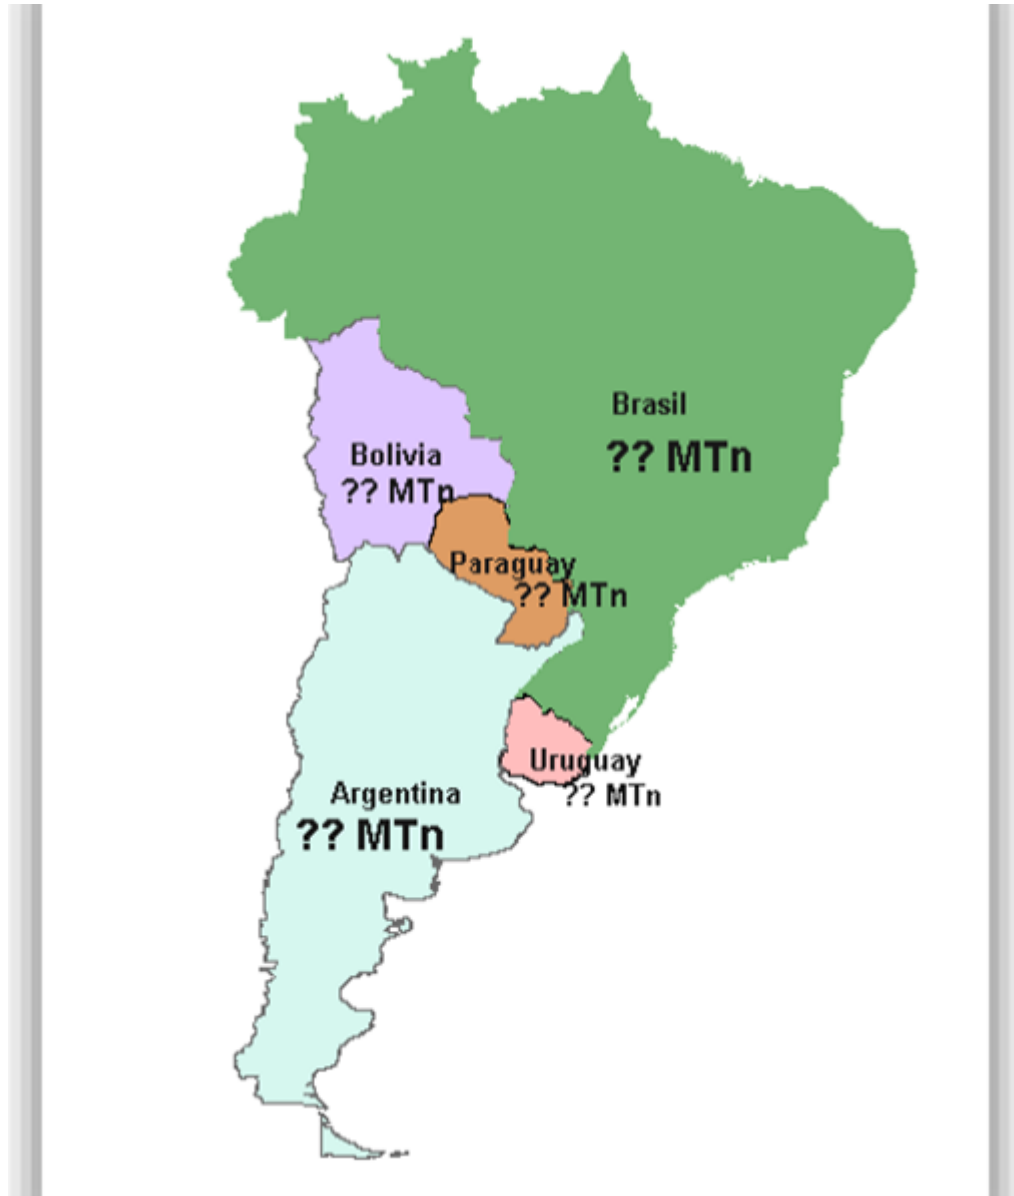 Brasil
?? MTn
Bolivia
?? MTn
Paraguay
?? MTn
Uruguay
?? MTn
Argentina
?? MTn